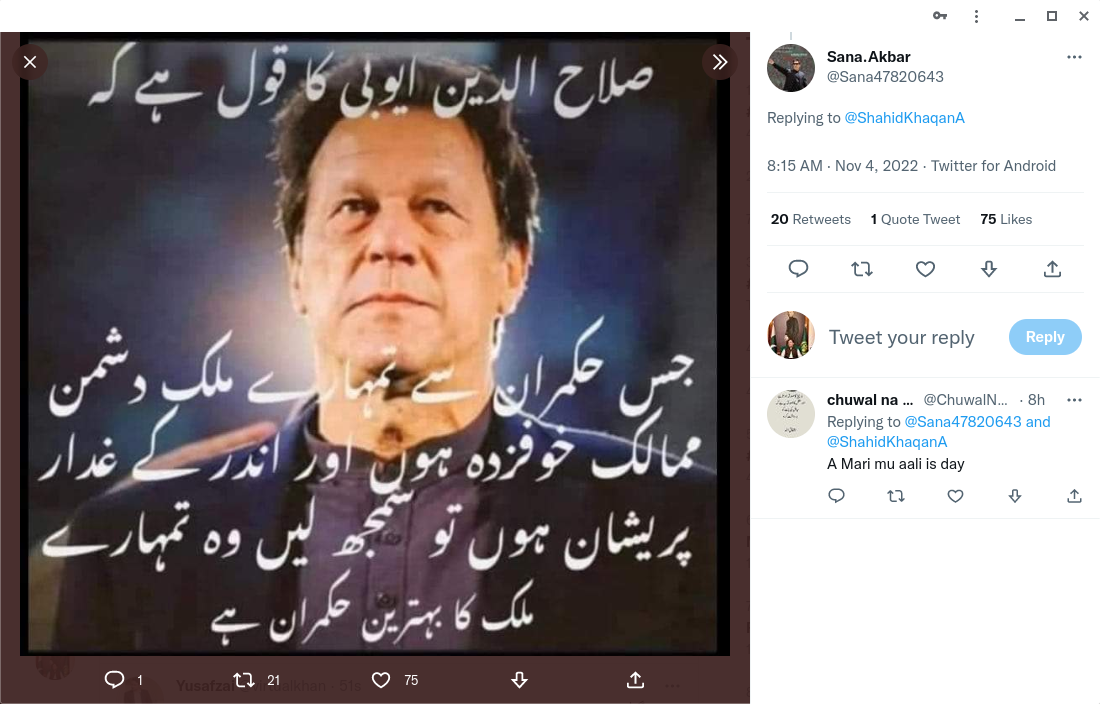 صلاح الدین ایوبی کا قول ہے کہ
جس حکمران سے تمہارے ملک دشمن
ممالک خوفزدہ ہوں اور اندر کے غدار
پریشان ہوں تو سمجھ لیں وہ تمہارے
ملک کا بہترین حکمران ہے
1
21
75
Sana.Akbar
@Sana47820643
Replying to @ShahidKhaqanA
8:15 AM · Nov 4, 2022 · Twitter for Android
20 Retweets 1 Quote Tweet 75 Likes
Tweet your reply
Reply
chuwal na ... @ChuwalN... · 8h
Replying to @Sana47820643 and
@ShahidKhaqanA
A Mari mu aali is day